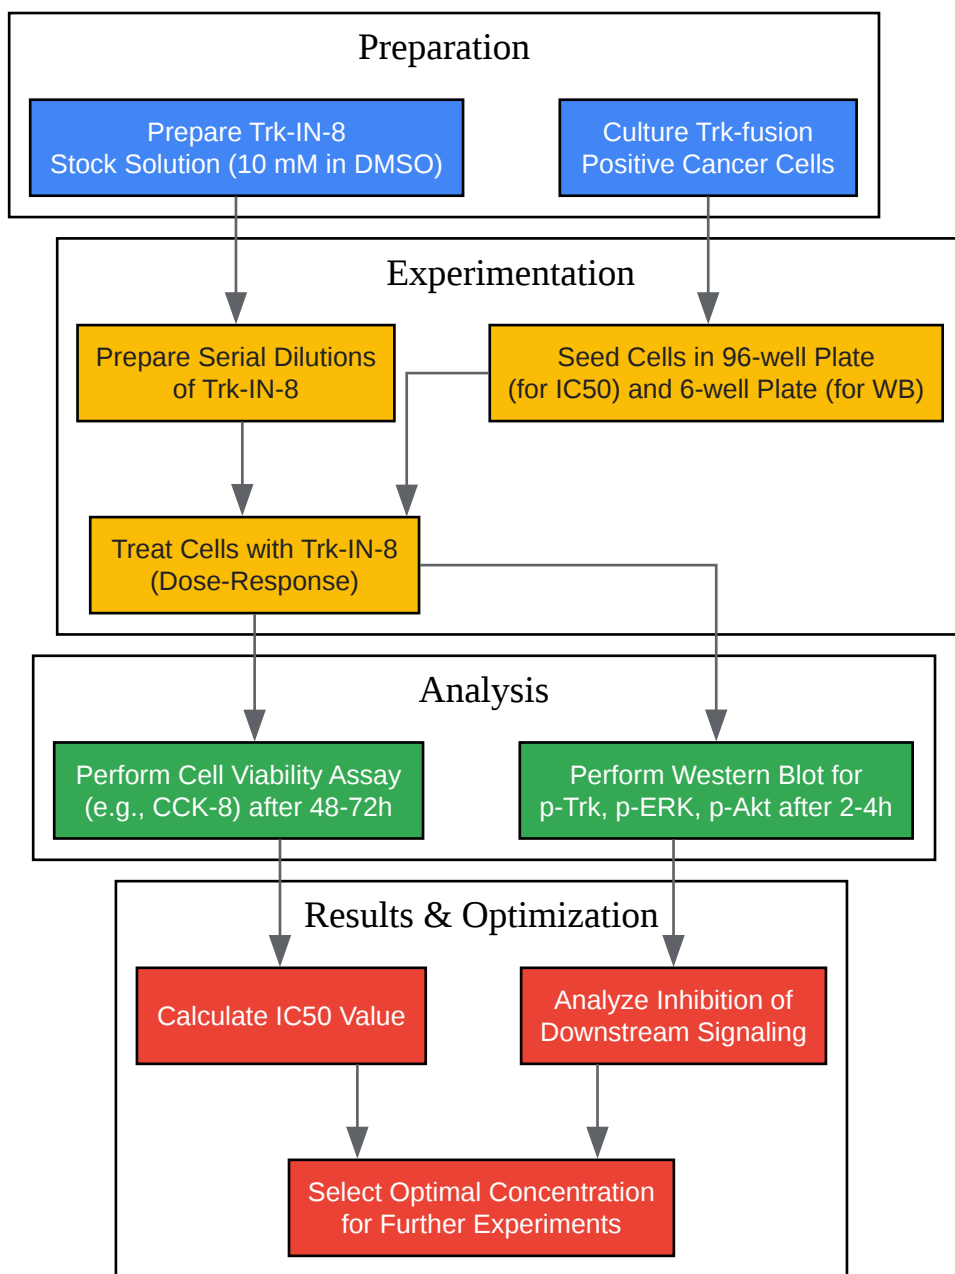 Preparation
Prepare Trk-IN-8
Stock Solution (10 mM in DMSO)
Culture Trk-fusion
Positive Cancer Cells
Experimentation
Prepare Serial Dilutions
of Trk-IN-8
Seed Cells in 96-well Plate
(for IC50) and 6-well Plate (for WB)
Treat Cells with Trk-IN-8
(Dose-Response)
Analysis
Perform Cell Viability Assay
(e.g., CCK-8) after 48-72h
Perform Western Blot for
p-Trk, p-ERK, p-Akt after 2-4h
Results & Optimization
Calculate IC50 Value
Analyze Inhibition of
Downstream Signaling
Select Optimal Concentration
for Further Experiments